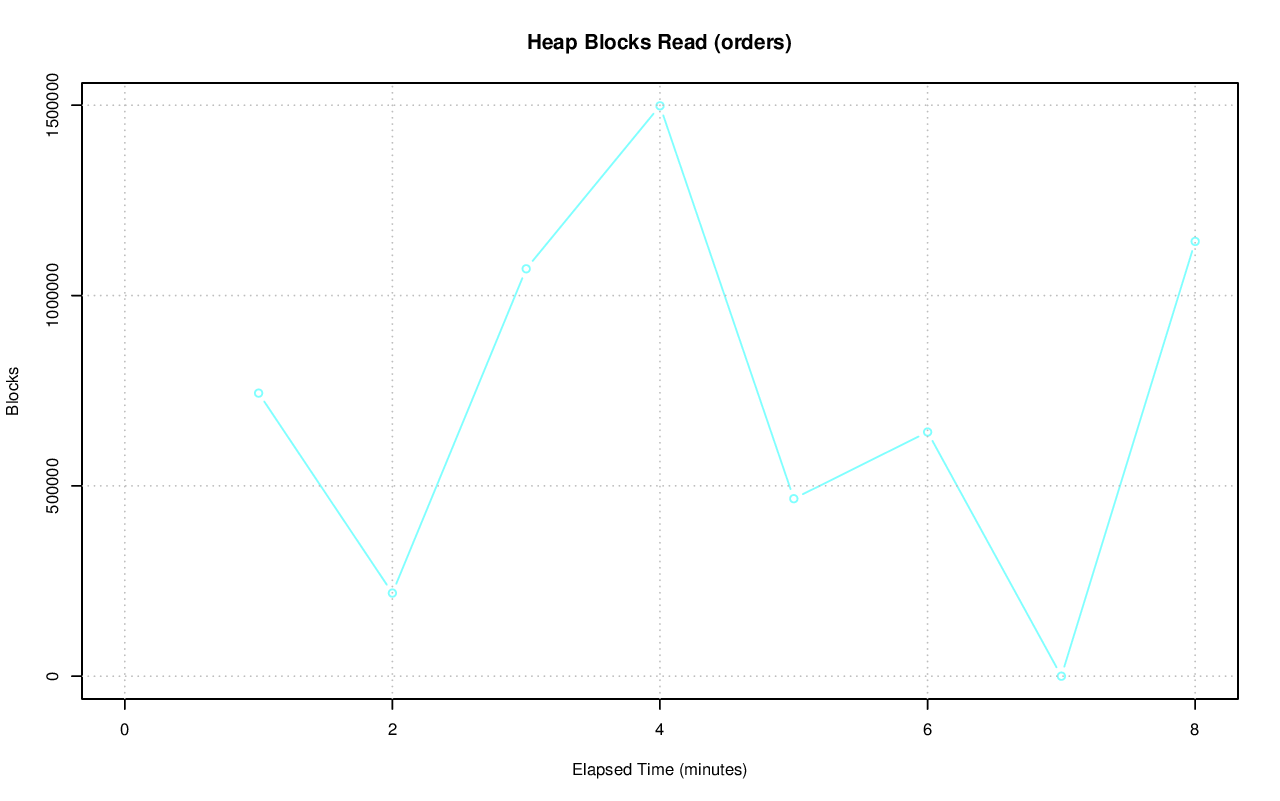 Heap Blocks Read (orders)
1500000
1000000
500000
0
Blocks
0 2 4 6 8
Elapsed Time (minutes)